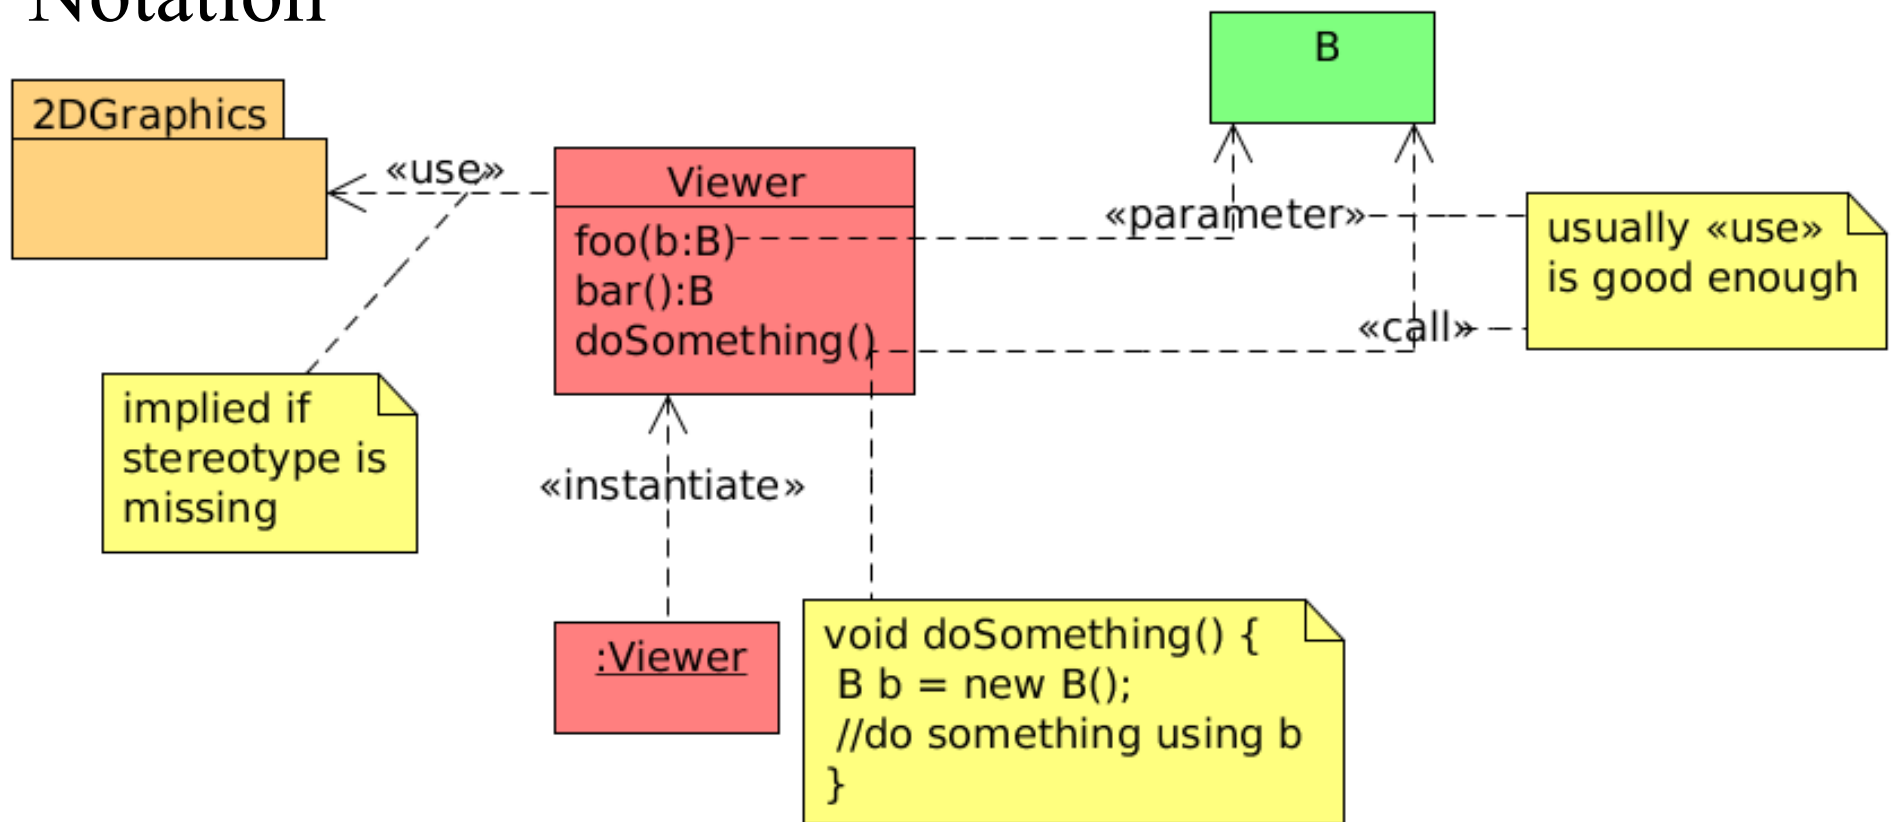 Notation
B
2DGraphics
«use»
Viewer
foo(b:B)
bar():B
doSomething()
«parameter»
usually «use»
is good enough
«call»
implied if
stereotype is
missing
«instantiate»
:Viewer
void doSomething() {
B b = new B();
//do something using b
}